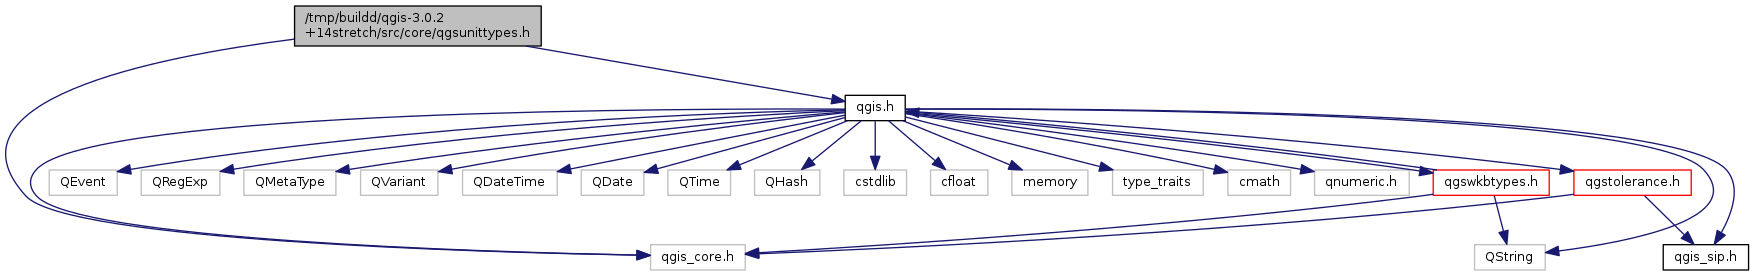 /tmp/buildd/qgis-3.0.2
+14stretch/src/core/qgsunittypes.h
qgis.h
QEvent
QRegExp
QMetaType
QVariant
QDateTime
QDate
QTime
QHash
cstdlib
cfloat
memory
type_traits
cmath
qnumeric.h
qgswkbtypes.h
qgstolerance.h
qgis_core.h
QString
qgis_sip.h